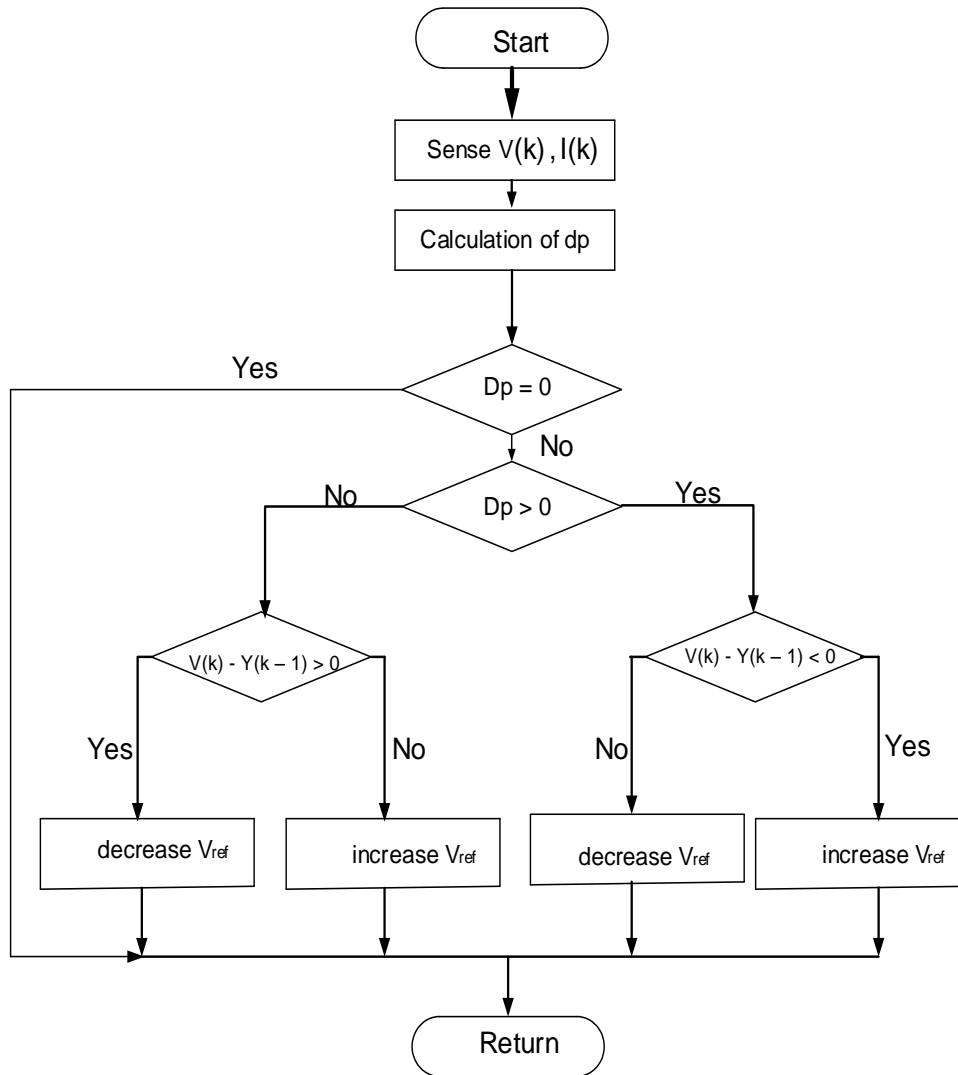 Start
Sense V(k) , I(k)
Calculation of dp
Yes
Dp = 0
No
No
Dp > 0
Yes
V(k) - Y(k – 1) > 0
V(k) - Y(k – 1) < 0
Yes
No
No
Yes
decrease Vref
increase Vref
decrease Vref
increase Vref
Return